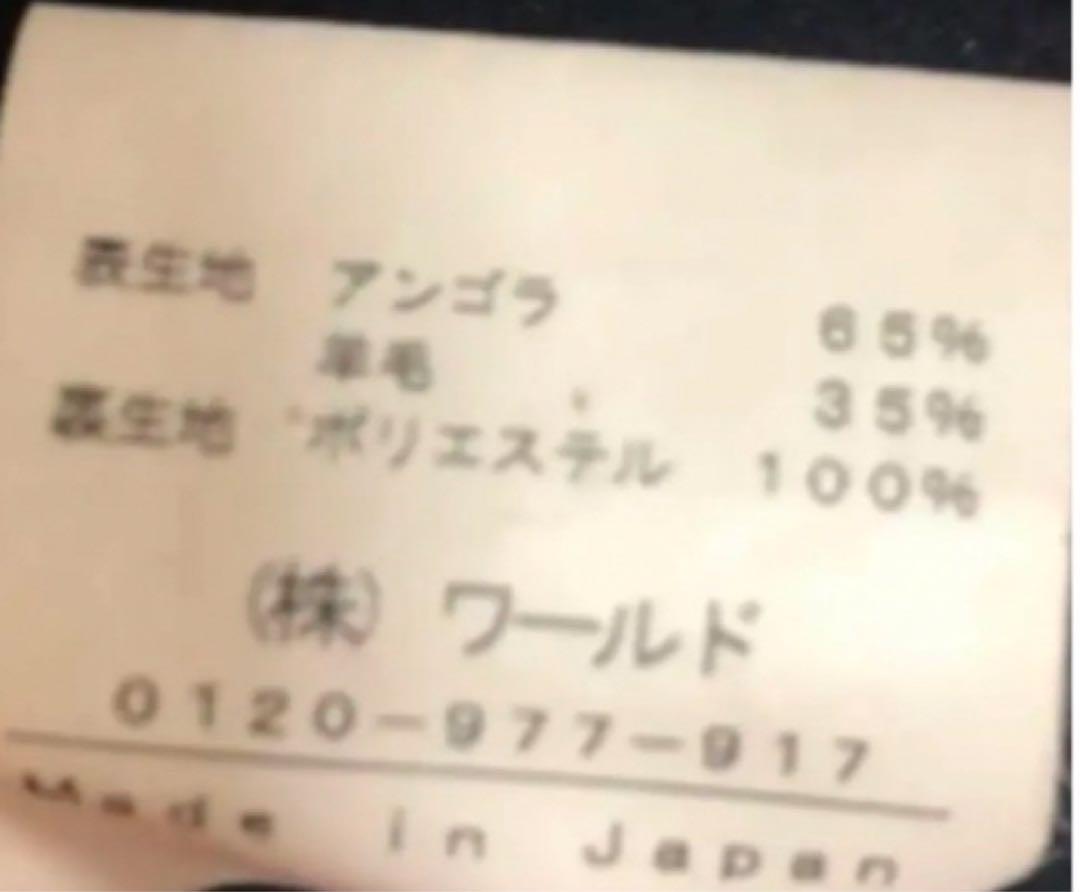 表生地 アンゴラ 65%
羊毛 35%
裏生地 ポリエステル 100%
(株) ワールド
0120-977-917
Made in Japan